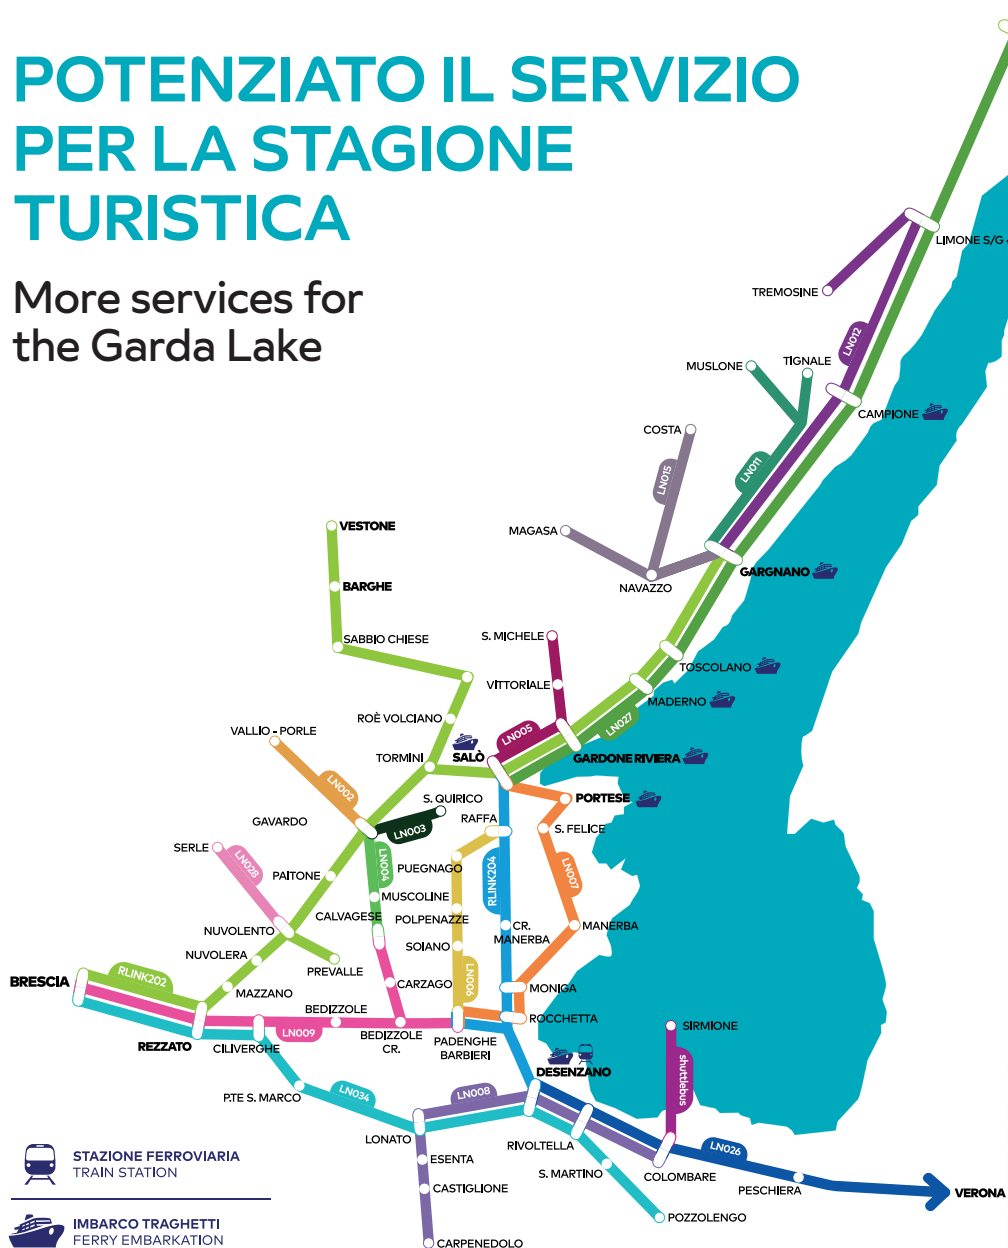 POTENZIATO IL SERVIZIO
PER LA STAGIONE
TURISTICA
More services for
the Garda Lake
LIMONE S/G
TREMOSINE
LN012
TIGNALE
MUSLONE
CAMPIONE
COSTA
LN011
LN015
VESTONE
MAGASA
GARGNANO
BARGHE
NAVAZZO
S. MICHELE
SABBIO CHIESE
TOSCOLANO
VITTORIALE
MADERNO
ROÈ VOLCIANO
LN027
VALLIO - PORLE
LN005
TORMINI
SALÒ
GARDONE RIVIERA
LN002
S. QUIRICO
PORTESE
GAVARDO
LN003
RAFFA
S. FELICE
SERLE
LN028
LN004
PUEGNAGO
RLINK204
LN007
PAITONE
MUSCOLINE
CALVAGESE
POLPENAZZE
NUVOLENTO
CR.
MANERBA
MANERBA
SOIANO
NUVOLERA
PREVALLE
BRESCIA
RLINK202
LN006
MAZZANO
CARZAGO
MONIGA
BEDIZZOLE
ROCCHETTA
SIRMIONE
REZZATO
CILIVERGHE
LN009
BEDIZZOLE
CR.
PADENGHE
BARBIERI
DESENZANO
shuttlebus
P.TE S. MARCO
LN034
LN008
LONATO
RIVOLTELLA
LN026
ESENTA
S. MARTINO
COLOMBARE
PESCHIERA
VERONA
CASTIGLIONE
POZZOLENGO
CARPENEDOLO
STAZIONE FERROVIARIA
TRAIN STATION
IMBARCO TRAGHETTI
FERRY EMBARKATION